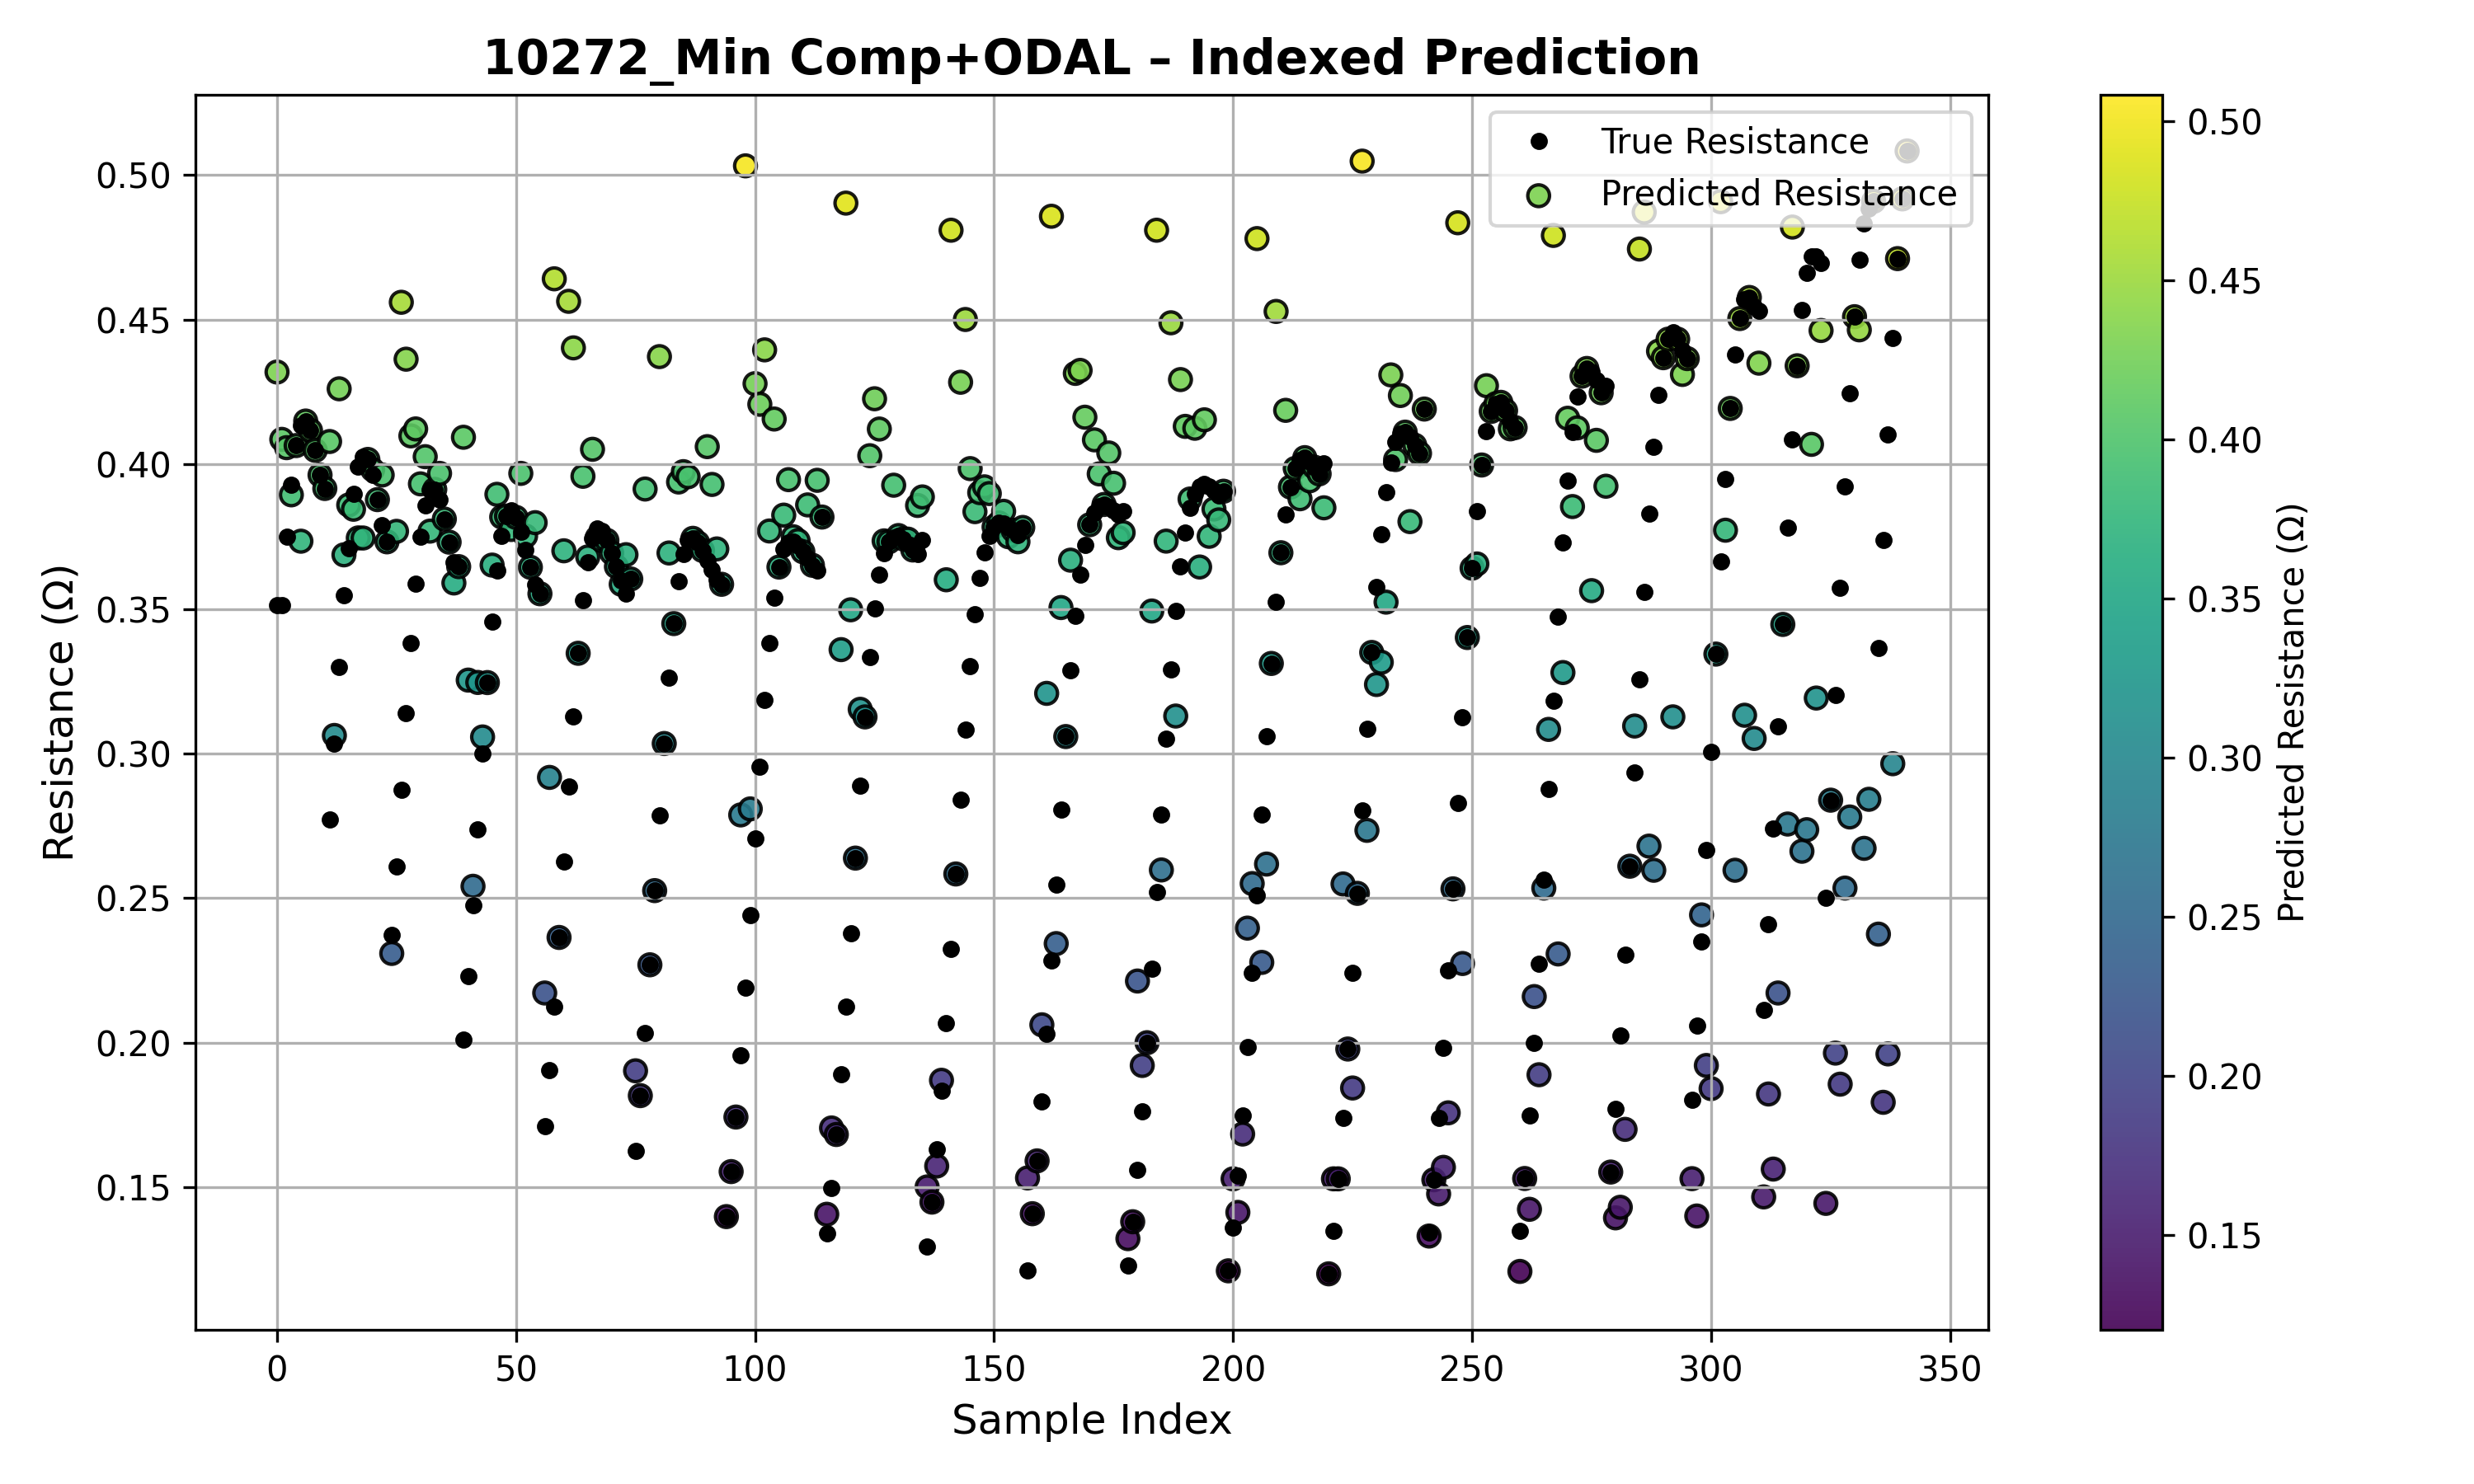 10272_Min Comp+ODAL – Indexed Prediction
True Resistance
Predicted Resistance
Resistance (Ω)
0.50
0.45
0.40
0.35
0.30
0.25
0.20
0.15
0 50 100 150 200 250 300 350
Sample Index
0.50
0.45
0.40
0.35
0.30
0.25
0.20
0.15
Predicted Resistance (Ω)